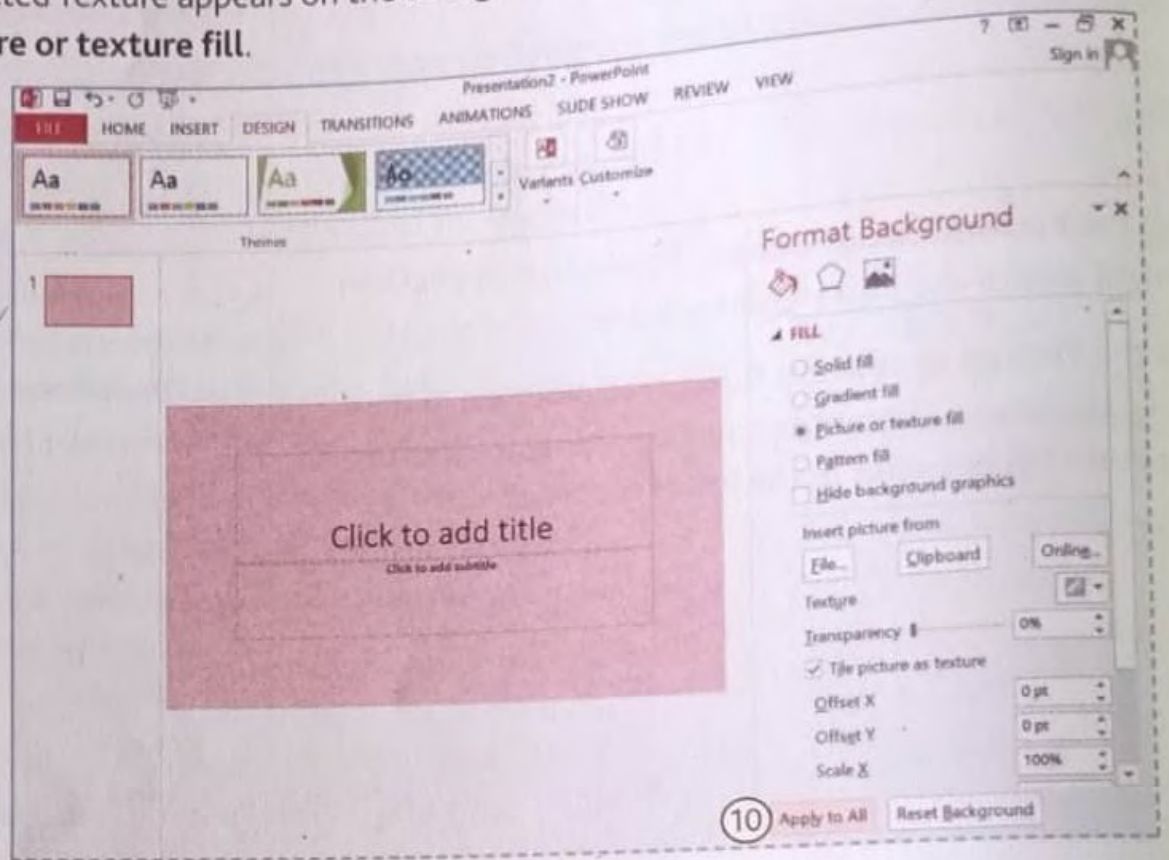 Texture appears on the
re or texture fill.
? 
Presentation2 - PowerPoint
Sign in
FILE HOME INSERT DESIGN TRANSITIONS ANIMATIONS SLIDE SHOW REVIEW VIEW
Aa Aa Aa Aa
Variants Customize
Themes
Format Background
1
FILL
Solid fill
Gradient fill
Picture or texture fill
Pattern fill
Hide background graphics
Insert picture from
File... Clipboard Online...
Texture
Transparency 0%
Tile picture as texture
Offset X 0 pt
Offset Y 0 pt
Scale X 100%
Click to add title
Click to add subtitle
10 Apply to All Reset Background